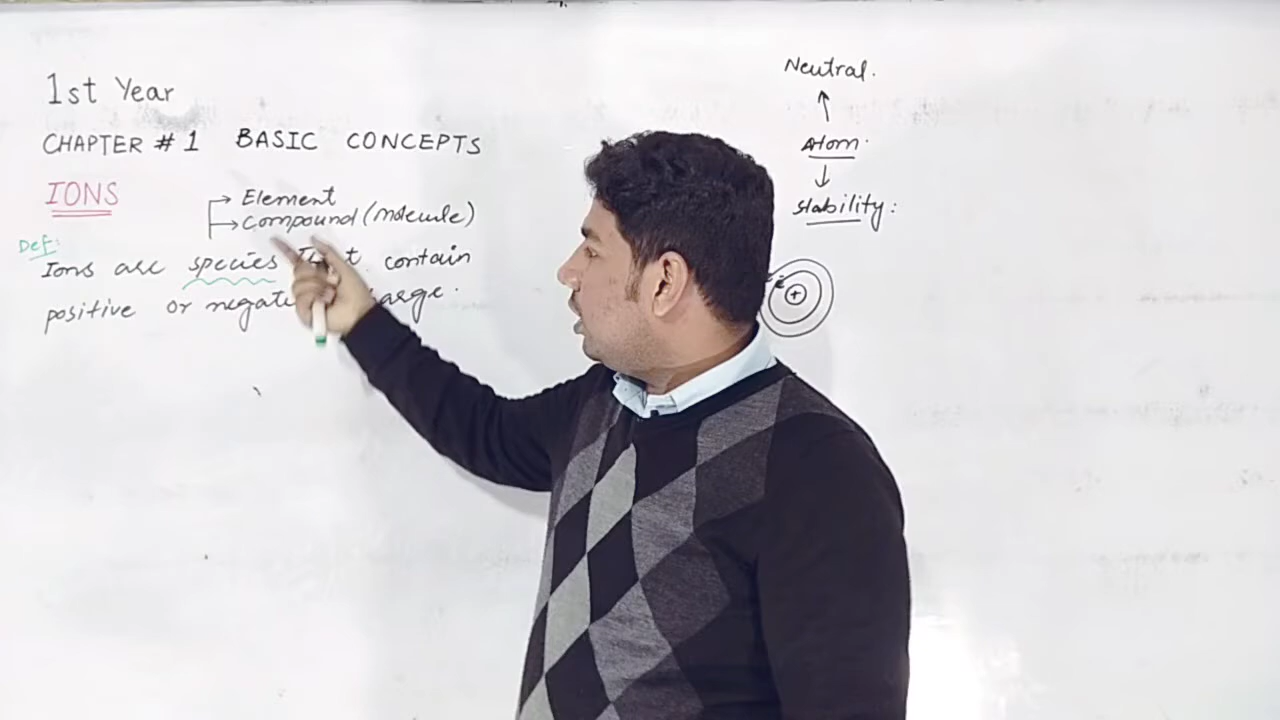 1st Year
CHAPTER # 1 BASIC CONCEPTS
IONS
Element
Compound (Molecule)
Def:
Ions are species contain
positive or
Neutral.
Atom.
Stability:
+